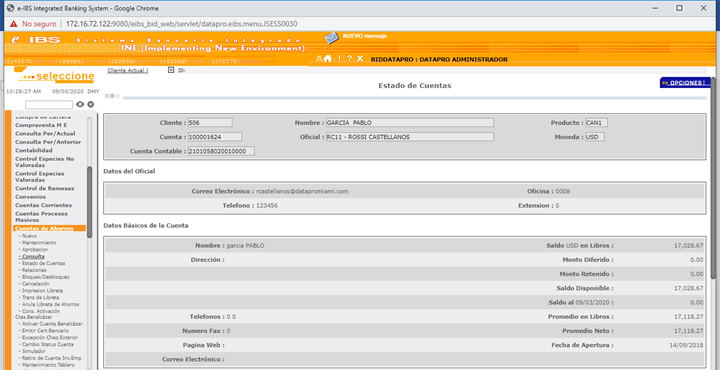 e-IBS Integrated Banking System - Google Chrome
No seguro | 172.16.72.122:9080/eibs_bid_web/servlet/datapro.eibs.menu.JSESS0030
e IBS Sistema Bancario Integrado
INE (Implementing New Environment)
NUEVO mensaje
! ? X BIDDATAPRO : DATAPRO ADMINISTRADOR
...seleccione
Cliente Actual | ID:
Estado de Cuentas
>> OPCIONES |
10:28:27 AM 09/03/2020 DMY
Compra de Cartera
Compraventa M E
Consulta Per/Actual
Consulta Per/Anterior
Contabilidad
Control Especies No Valoradas
Control Especies Valoradas
Control de Remesas
Convenios
Cuentas Corrientes
Cuentas Procesos Masivos
Cuentas de Ahorros
- Nuevo
- Mantenimiento
- Aprobacion
- Consulta
- Estado de Cuentas
- Relaciones
- Bloqueo/Desbloqueo
- Cancelación
- Impresion Libreta
- Trans de Libreta
- Anula Libreta de Ahorros
- Cons. Activación Ctas.Benalcázar
- Activar Cuenta Benalcázar
- Emitir Cert.Bancario
- Excepción Cheq Exterior
- Cambio Status Cuenta
- Simulador
- Retiro de Cuenta Inv.Emp
- Mantenimiento Tablero
Cliente : 506 Nombre : GARCIA PABLO Producto : CAN1
Cuenta : 100001624 Oficial : RC11 - ROSSI CASTELLANOS Moneda : USD
Cuenta Contable : 2101058020010000
Datos del Oficial
Correo Electrónico : rcastellanos@datapromiami.com Oficina : 0008
Telefono : 123456 Extension : 0
Datos Básicos de la Cuenta
Nombre : garcia PABLO Saldo USD en Libros : 17,028.67
Dirección : Monto Diferido : 0.00
Monto Retenido : 0.00
Saldo Disponible : 17,028.67
Saldo al 09/03/2020 : 0.00
Telefonos : 0 0 Promedio en Libros : 17,118.27
Numero Fax : 0 Promedio Neto : 17,118.27
Pagina Web : Fecha de Apertura : 14/09/2018
Correo Electrónico :